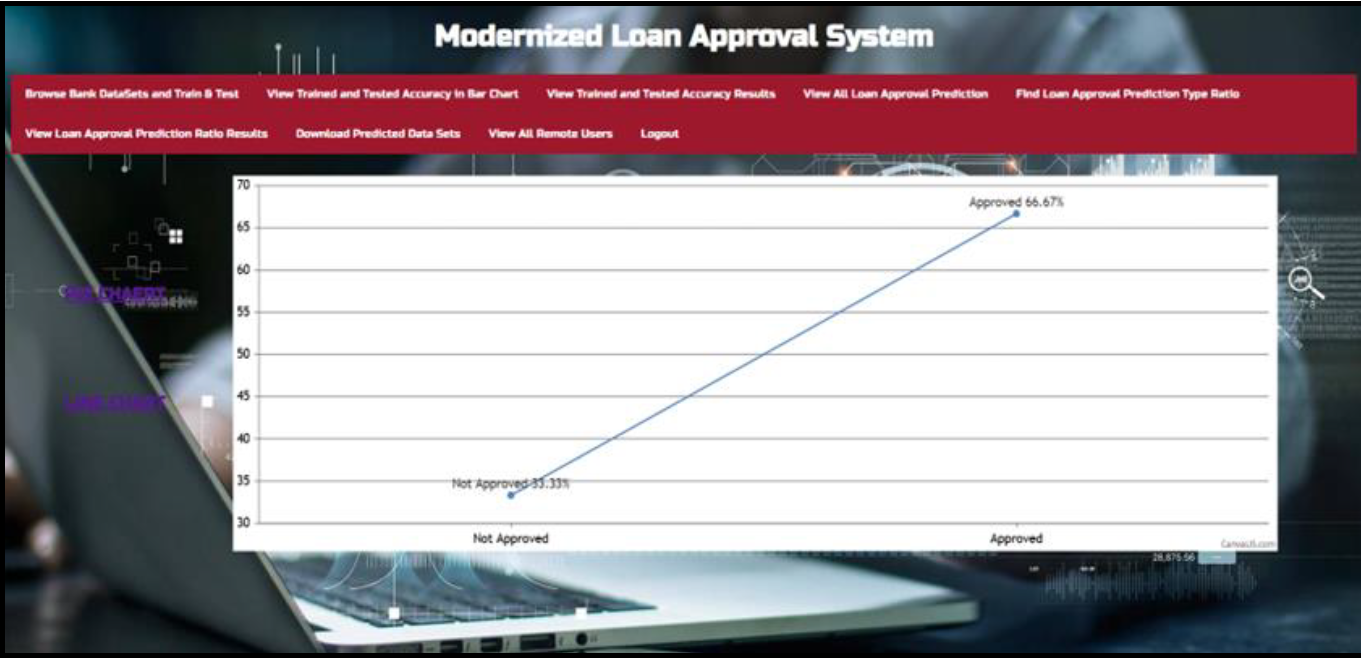 Modernized Loan Approval System
Browse Bank DataSets and Train & Test View Trained and Tested Accuracy in Bar Chart View Trained and Tested Accuracy Results View All Loan Approval Prediction Find Loan Approval Prediction Type Ratio
View Loan Approval Prediction Ratio Results Download Predicted Data Sets View All Remote Users Logout
70
Approved 66.67%
65
60
55
50
45
LINE CHART
40
35
Not Approved 33.33%
30
Not Approved Approved
CanvasJS.com
28,875.56